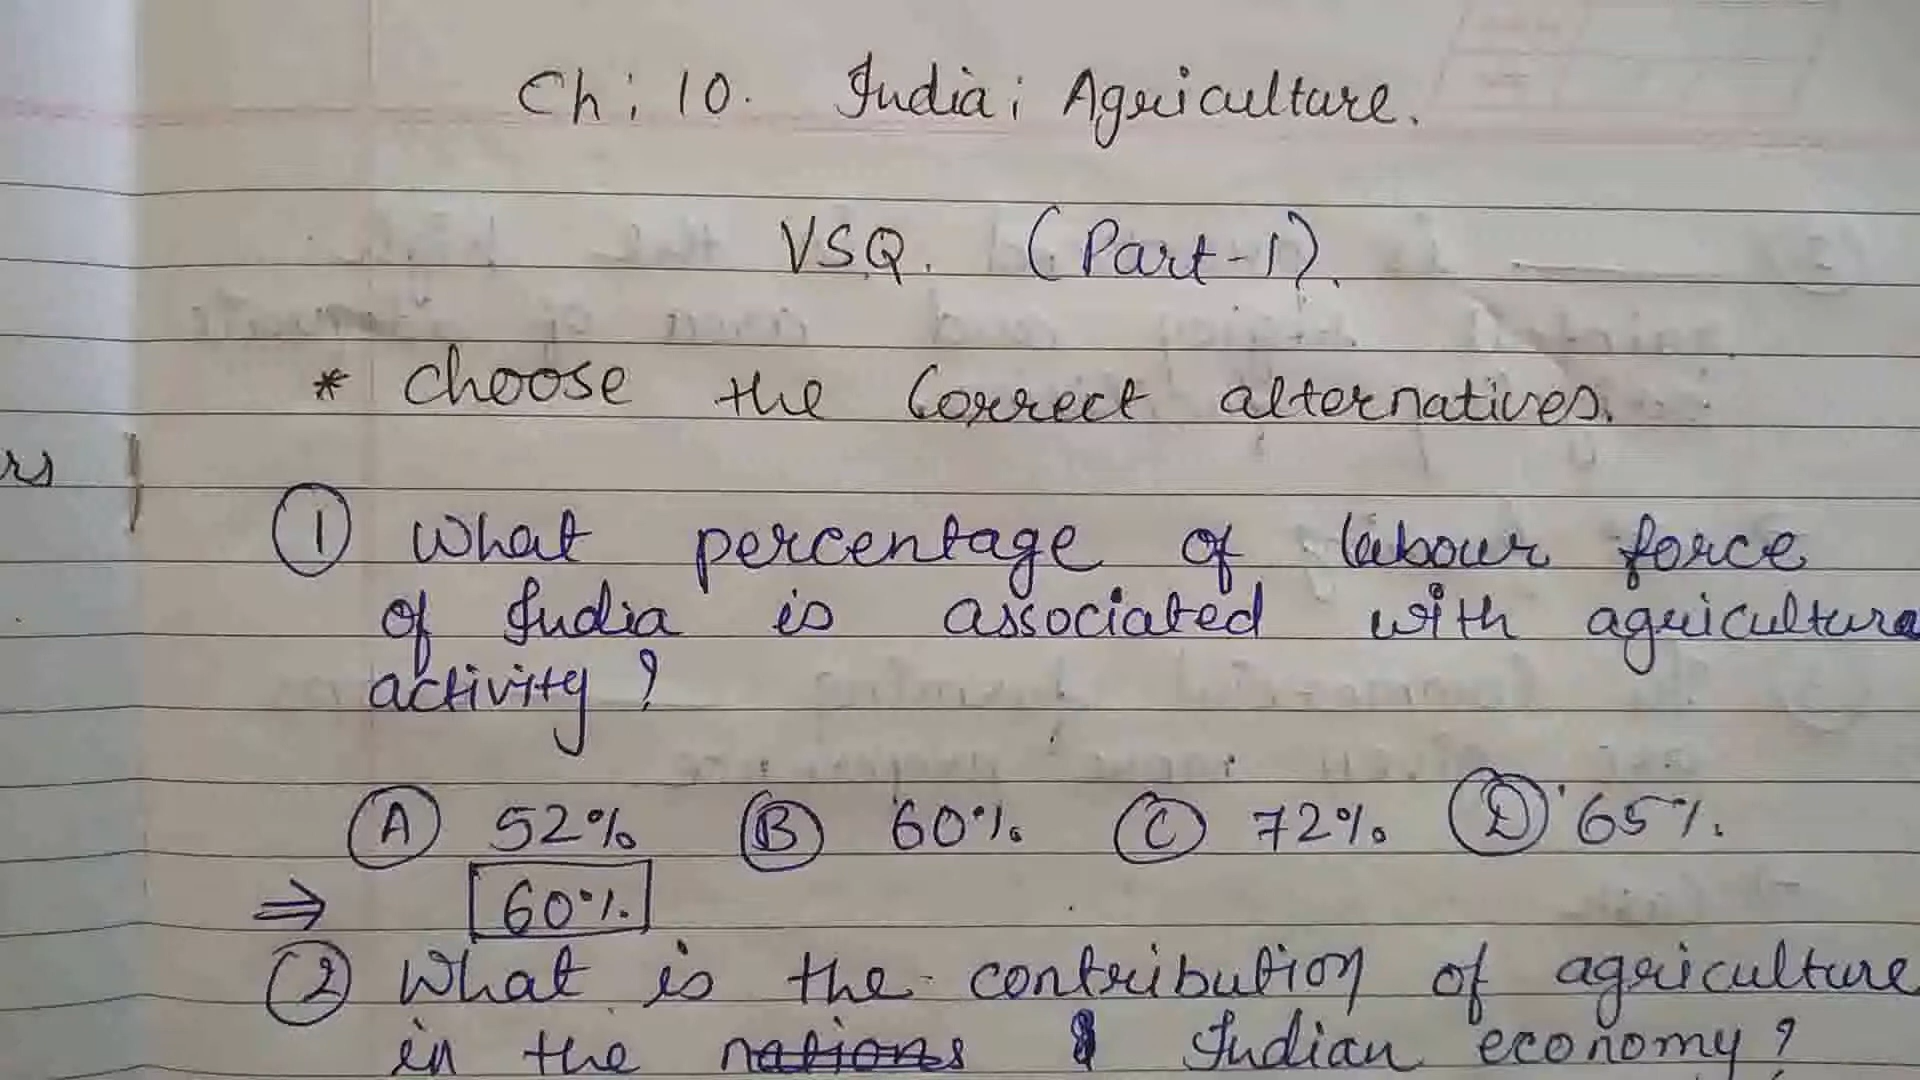 Ch: 10. India: Agriculture.
VSQ. (Part-1).
* Choose the Correct alternatives.
rs
① What percentage of labour force
of India is associated with agricultura
activity?
Ⓐ 52% Ⓑ 60% Ⓒ 72% Ⓓ 65%.
⇒ 60%.
② What is the contribution of agriculture
in the nations Indian economy?